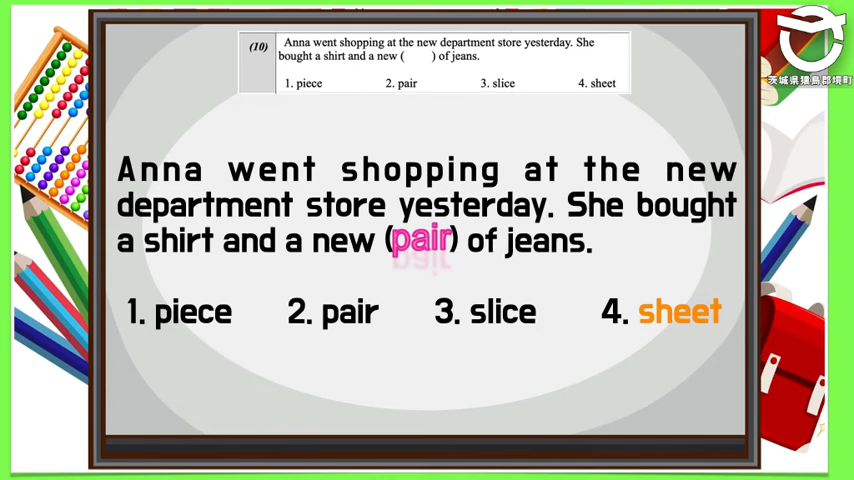 (10) Anna went shopping at the new department store yesterday. She
bought a shirt and a new ( ) of jeans.
1. piece 2. pair 3. slice 4. sheet
茨城県猿島郡境町
Anna went shopping at the new
department store yesterday. She bought
a shirt and a new (pair) of jeans.
1. piece 2. pair 3. slice 4. sheet